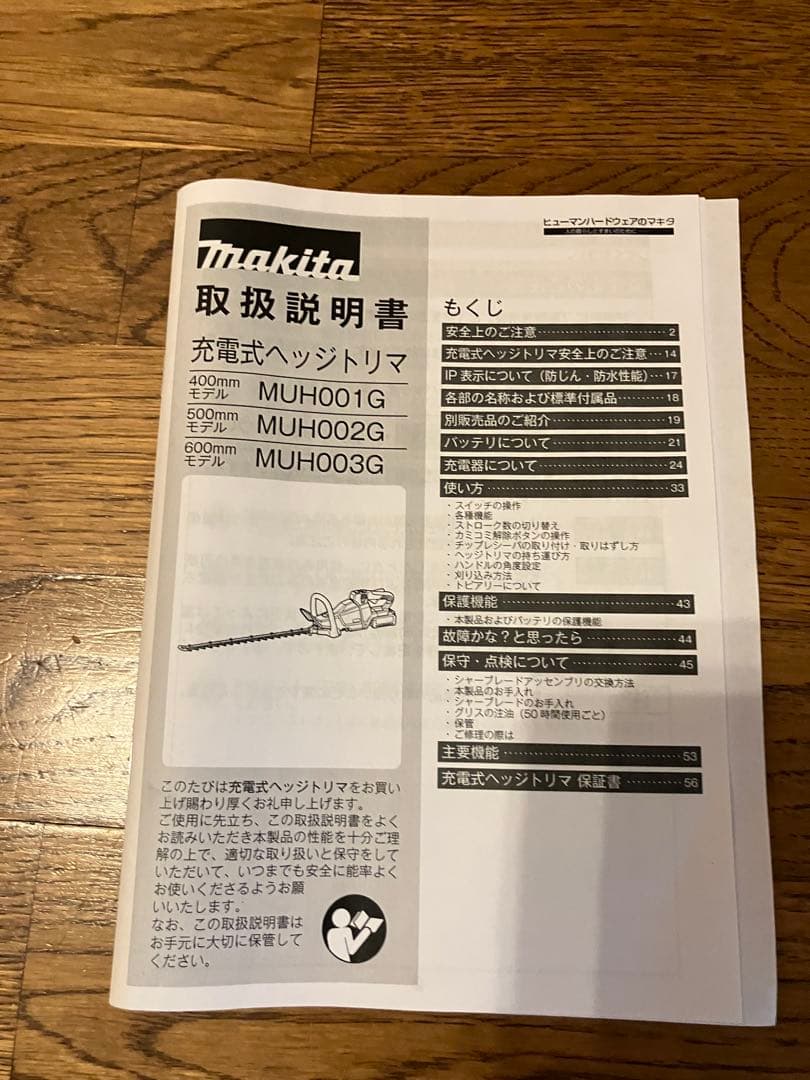 makita
取扱説明書
充電式ヘッジトリマ
400mm
モデル MUH001G
500mm
モデル MUH002G
600mm
モデル MUH003G
このたびは充電式ヘッジトリマをお買い
上げ賜わり厚くお礼申し上げます。
ご使用に先立ち、この取扱説明書をよく
お読みいただき本製品の性能を十分ご理
解の上で、適切な取り扱いと保守をして
いただいて、いつまでも安全に能率よく
お使いくださるようお願
いいたします。
なお、この取扱説明書は
お手元に大切に保管して
ください。
ヒューマンハードウェアのマキタ
人の暮らしとすまいのために
もくじ
安全上のご注意 2
充電式ヘッジトリマ安全上のご注意 14
IP 表示について（防じん・防水性能） 17
各部の名称および標準付属品 18
別販売品のご紹介 19
バッテリについて 21
充電器について 24
使い方 33
・スイッチの操作
・各種機能
・ストローク数の切り替え
・カミコミ解除ボタンの操作
・チップレシーバの取り付け・取りはずし方
・ヘッジトリマの持ち運び方
・ハンドルの角度設定
・刈り込み方法
・トピアリーについて
保護機能 43
・本製品およびバッテリの保護機能
故障かな？と思ったら 44
保守・点検について 45
・シャーブレードアッセンブリの交換方法
・本製品のお手入れ
・シャーブレードのお手入れ
・グリスの注油（50 時間使用ごと）
・保管
・ご修理の際は
主要機能 53
充電式ヘッジトリマ 保証書 56